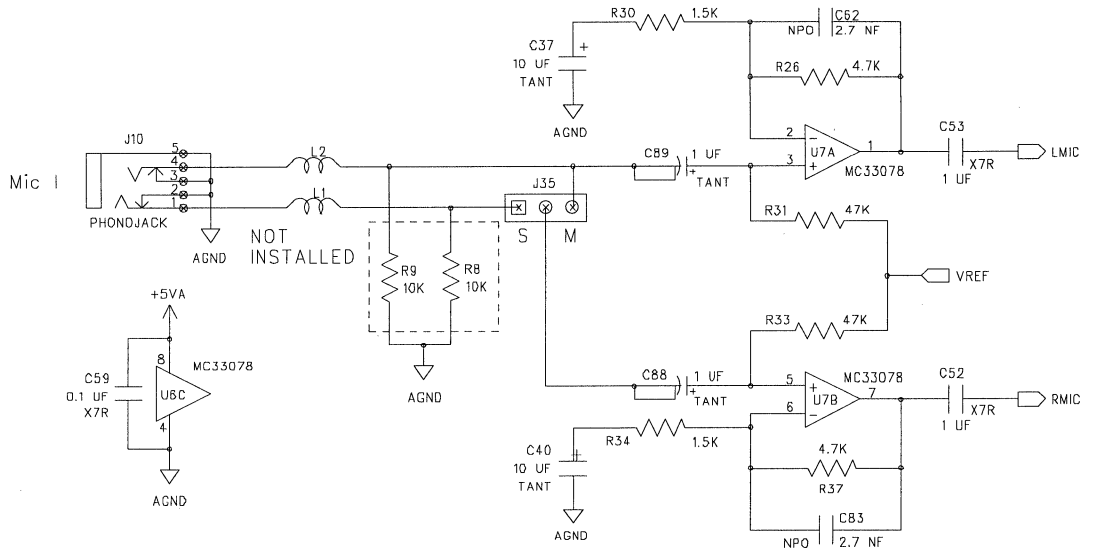 R30 1.5K
C62
NPO 2.7 NF
C37
+
10 UF
TANT
R26 4.7K
AGND
J10
5
4
3
2
1
Mic I
PHONOJACK
AGND
L2
L1
C89 1 UF
+
TANT
2
3
−
+
U7A
1
MC33078
C53
X7R
1 UF
LMIC
J35
S M
R31 47K
NOT
INSTALLED
R9
10K
R8
10K
AGND
VREF
+5VA
8
MC33078
C59
0.1 UF
X7R
U6C
4
AGND
R33 47K
C88 1 UF
+
TANT
5
6
+
−
MC33078
U7B
7
C52
X7R
1 UF
RMIC
R34 1.5K
C40
+
10 UF
TANT
AGND
4.7K
R37
C83
NPO 2.7 NF